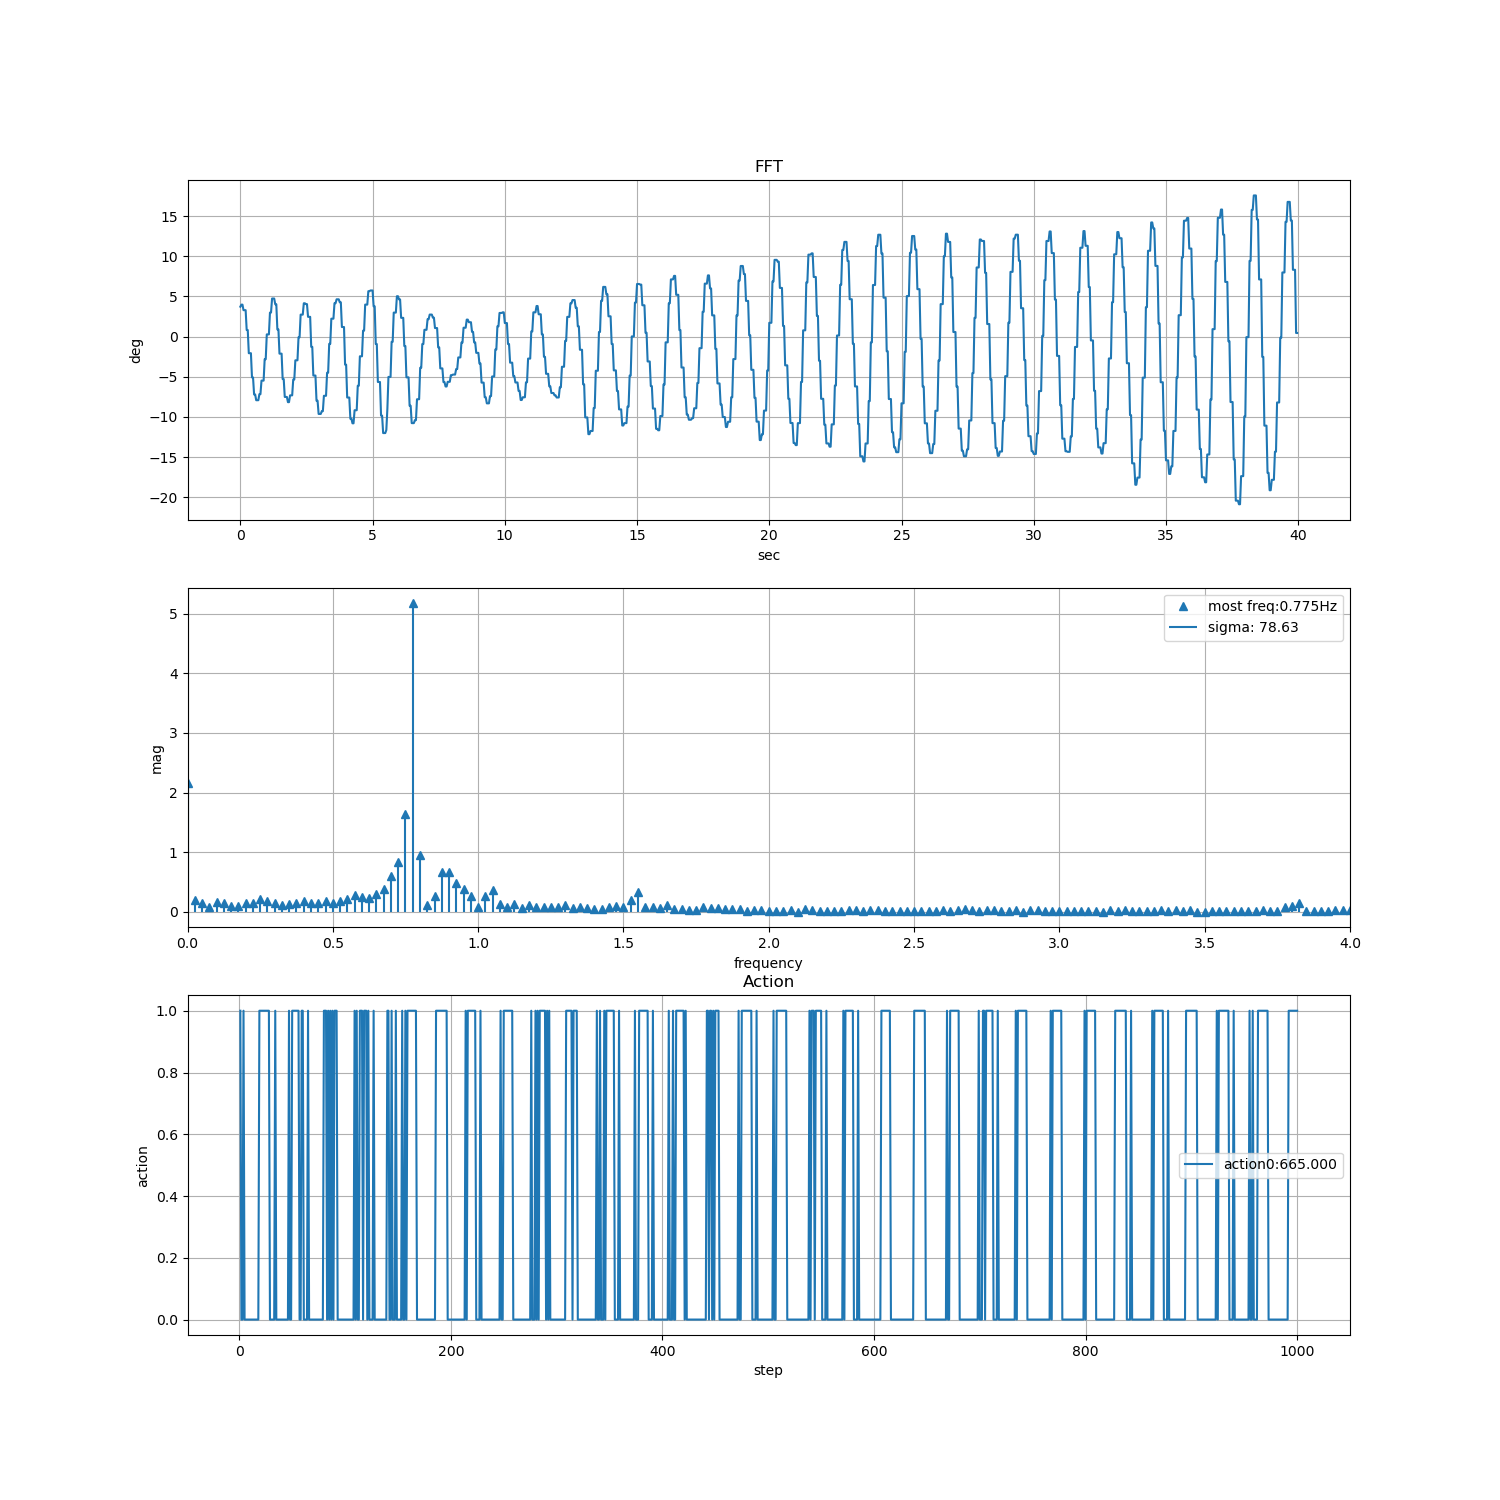 FFT
15
10
5
0
−5
−10
−15
−20
deg
0 5 10 15 20 25 30 35 40
sec
most freq:0.775Hz
sigma: 78.63
5
4
3
2
1
0
mag
0.0 0.5 1.0 1.5 2.0 2.5 3.0 3.5 4.0
frequency
Action
1.0
0.8
0.6
0.4
0.2
0.0
action
action0:665.000
0 200 400 600 800 1000
step